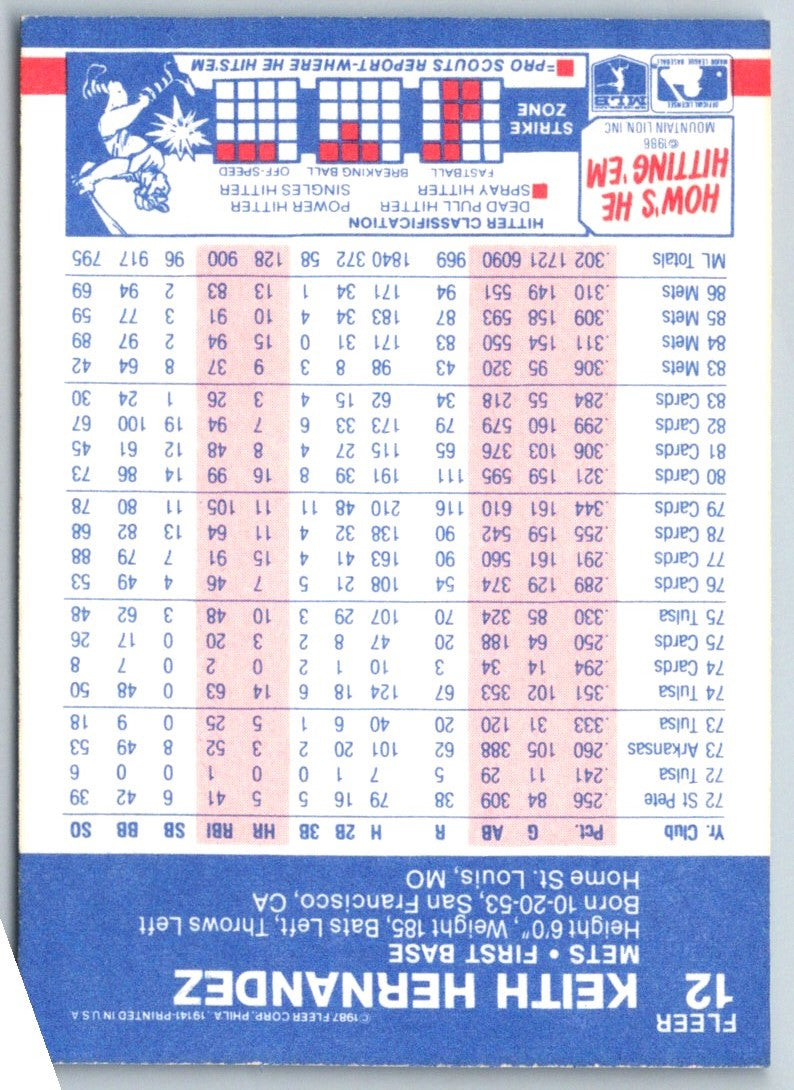 FLEER
12
©1987 FLEER CORP. PHILA. 19141-PRINTED IN U.S.A.
KEITH HERNANDEZ
METS • FIRST BASE
Height 6'0", Weight 185, Bats Left, Throws Left
Born 10-20-53, San Francisco, CA
Home St. Louis, MO
Yr. Club Pct. G AB R H 2B 3B HR RBI SB BB SO
72 St Pete .256 84 309 38 79 16 5 5 41 6 42 39
72 Tulsa .241 11 29 5 7 1 0 0 1 0 0 6
73 Arkansas .260 105 388 62 101 20 2 3 52 8 49 53
73 Tulsa .333 31 120 20 40 6 1 5 25 0 9 18
74 Tulsa .351 102 353 67 124 18 6 14 63 0 48 50
74 Cards .294 14 34 3 10 1 2 0 2 0 7 8
75 Cards .250 64 188 20 47 8 2 3 20 0 17 26
75 Tulsa .330 85 324 70 107 29 3 10 48 3 62 48
76 Cards .289 129 374 54 108 21 5 7 46 4 49 53
77 Cards .291 161 560 90 163 41 4 15 91 7 79 88
78 Cards .255 159 542 90 138 32 4 11 64 13 82 68
79 Cards .344 161 610 116 210 48 11 11 105 11 80 78
80 Cards .321 159 595 111 191 39 8 16 99 14 86 73
81 Cards .306 103 376 65 115 27 4 8 48 12 61 45
82 Cards .299 160 579 79 173 33 6 7 94 19 100 67
83 Cards .284 55 218 34 62 15 4 3 26 1 24 30
83 Mets .306 95 320 43 98 8 3 9 37 8 64 42
84 Mets .311 154 550 83 171 31 0 15 94 2 97 89
85 Mets .309 158 593 87 183 34 4 10 91 3 77 59
86 Mets .310 149 551 94 171 34 1 13 83 2 94 69
ML Totals .302 1721 6090 969 1840 372 58 128 900 96 917 795
HOW'S HE
HITTING 'EM
©1986
MOUNTAIN LION INC
OFFICIAL LICENSEE
MAJOR LEAGUE BASEBALL
MLB
HITTER CLASSIFICATION
DEAD PULL HITTER POWER HITTER
SPRAY HITTER SINGLES HITTER
FASTBALL BREAKING BALL OFF-SPEED
STRIKE
ZONE
=PRO SCOUTS REPORT-WHERE HE HITS'EM